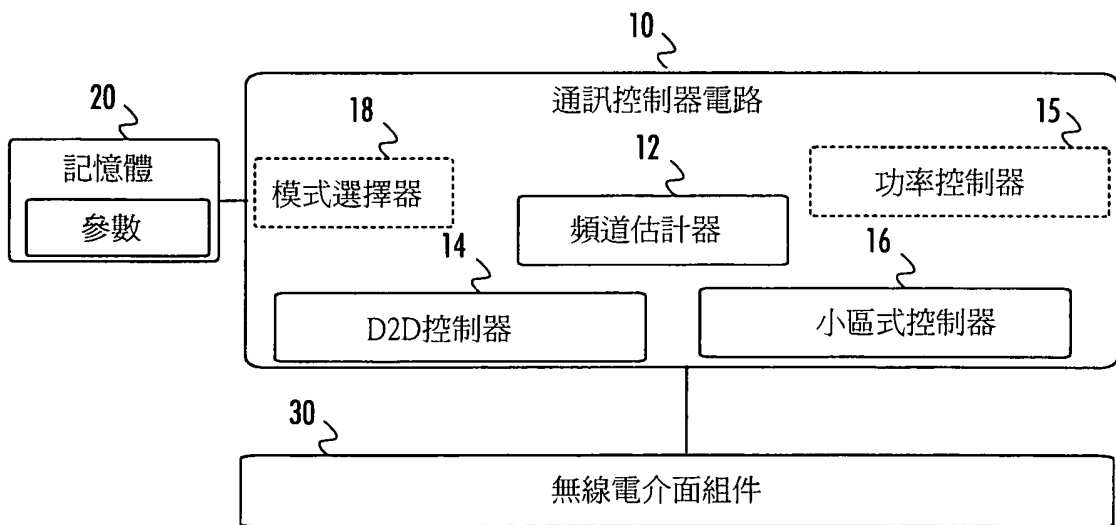 10
通訊控制器電路
20
記憶體
參數
18
模式選擇器
12
頻道估計器
15
功率控制器
14
D2D控制器
16
小區式控制器
30
無線電介面組件